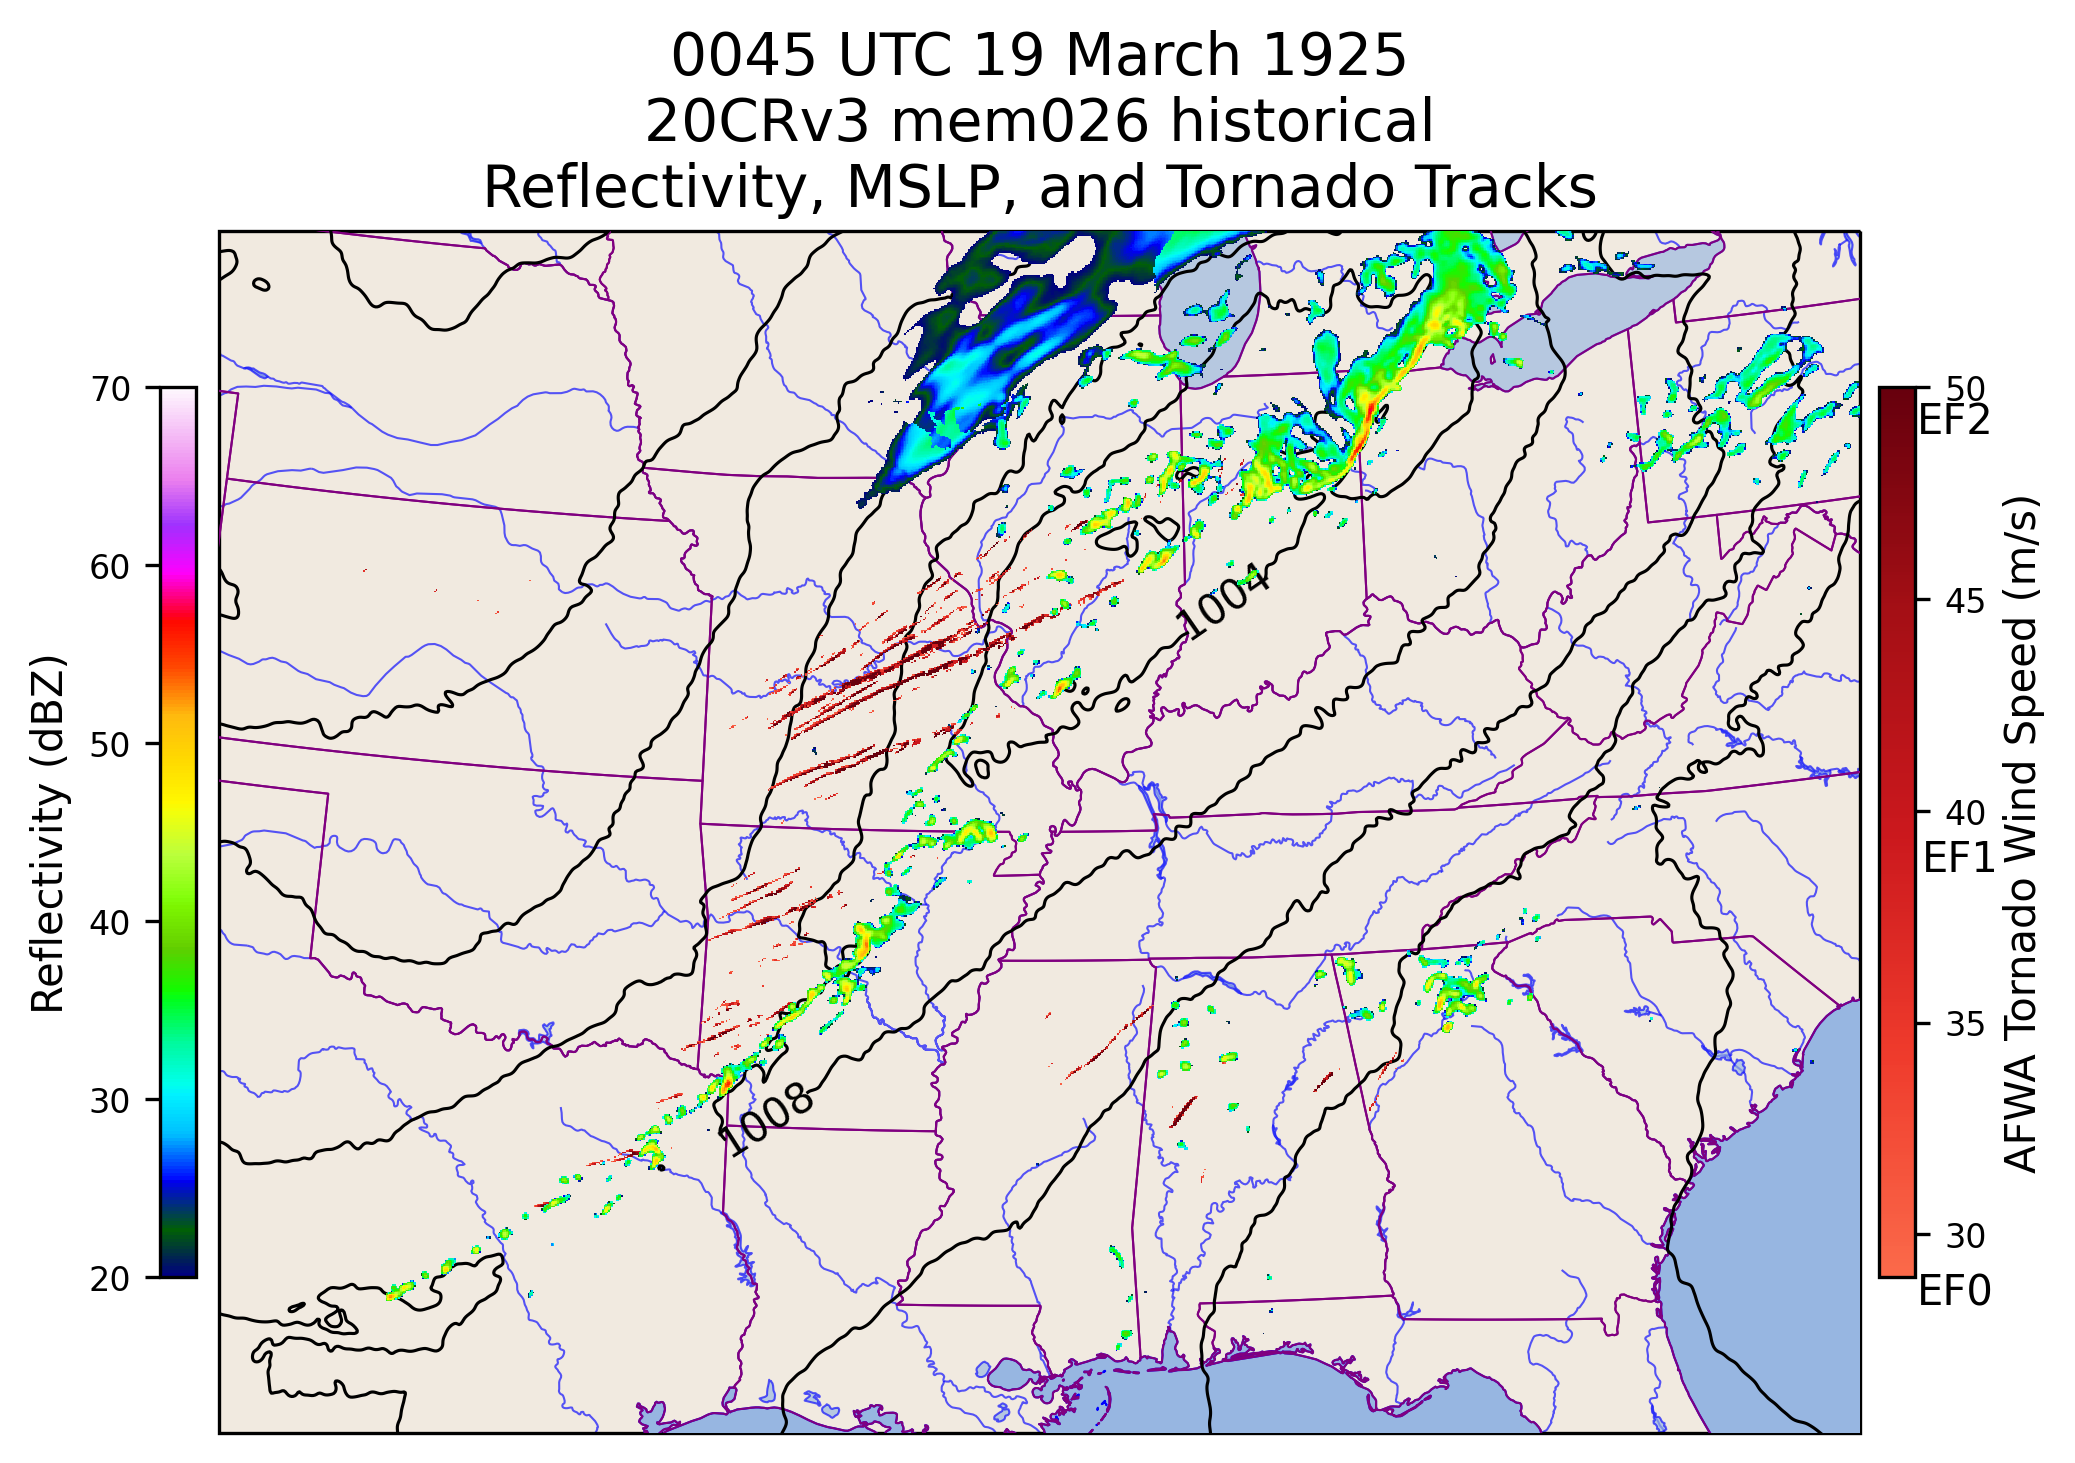 0045 UTC 19 March 1925
20CRv3 mem026 historical
Reflectivity, MSLP, and Tornado Tracks
70
60
50
40
30
20
Reflectivity (dBZ)
1004
1008
50
EF2
45
40
EF1
35
30
EF0
AFWA Tornado Wind Speed (m/s)